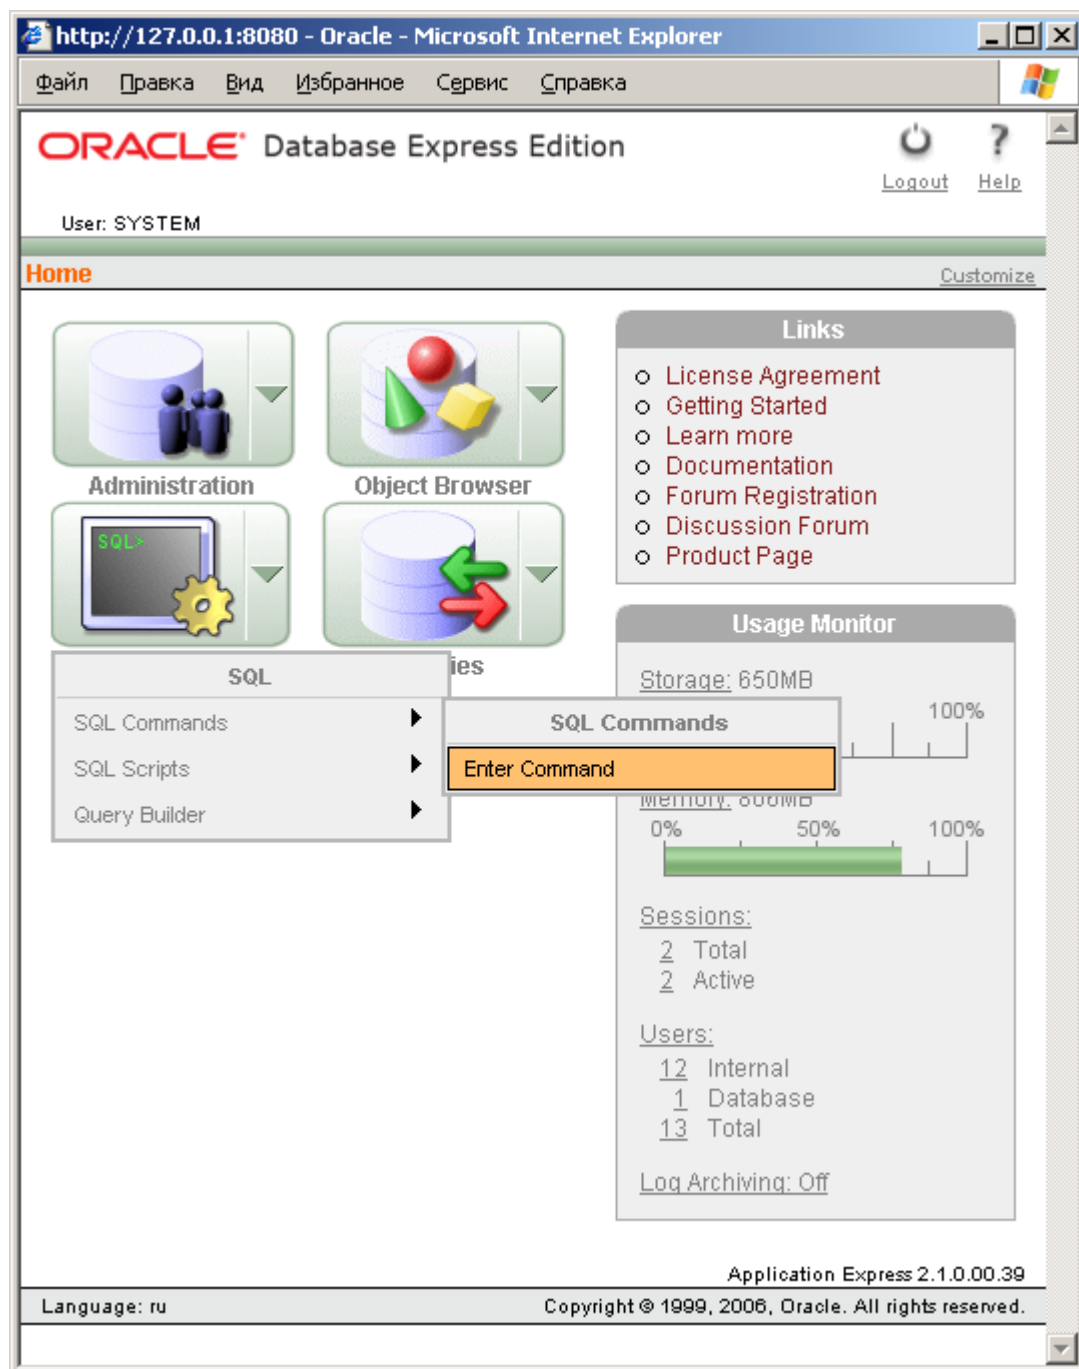 http://127.0.0.1:8080 - Oracle - Microsoft Internet Explorer
Файл Правка Вид Избранное Сервис Справка
ORACLE Database Express Edition
Logout Help
User: SYSTEM
Home
Customize
Administration
Object Browser
SQL>
SQL
SQL Commands
SQL Scripts
Query Builder
SQL Commands
Enter Command
Links
License Agreement
Getting Started
Learn more
Documentation
Forum Registration
Discussion Forum
Product Page
Usage Monitor
Storage: 650MB
100%
0% 50% 100%
Sessions:
2 Total
2 Active
Users:
12 Internal
1 Database
13 Total
Log Archiving: Off
Application Express 2.1.0.00.39
Language: ru
Copyright © 1999, 2006, Oracle. All rights reserved.